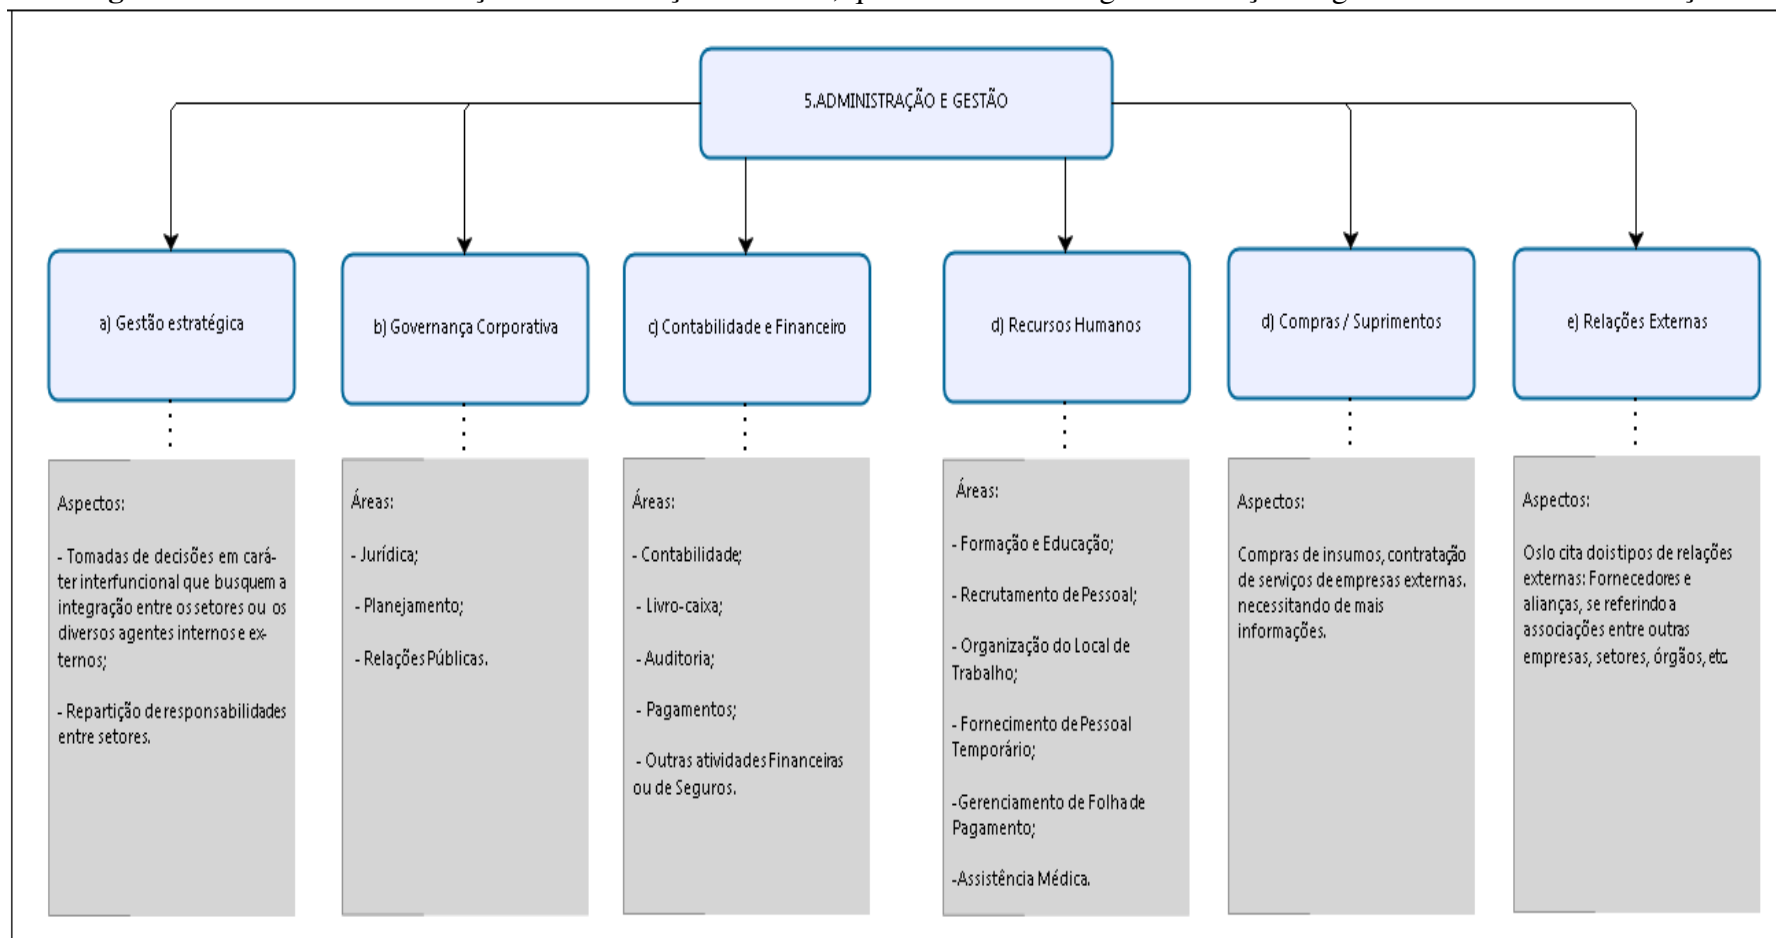 5.ADMINISTRAÇÃO E GESTÃO
a) Gestão estratégica
b) Governança Corporativa
c) Contabilidade e Financeiro
d) Recursos Humanos
d) Compras / Suprimentos
e) Relações Externas
Aspectos:
- Tomadas de decisões em cará-
ter interfuncional que busquem a
integração entre os setores ou os
diversos agentes internos e ex-
ternos;
- Repartição de responsabilidades
entre setores.
Áreas:
- Jurídica;
- Planejamento;
- Relações Públicas.
Áreas:
- Contabilidade;
- Livro-caixa;
- Auditoria;
- Pagamentos;
- Outras atividades Financeiras
ou de Seguros.
Áreas:
- Formação e Educação;
- Recrutamento de Pessoal;
- Organização do Local de
Trabalho;
- Fornecimento de Pessoal
Temporário;
-Gerenciamento de Folha de
Pagamento;
-Assistência Médica.
Aspectos:
Compras de insumos, contratação
de serviços de empresas externas.
necessitando de mais
informações.
Aspectos:
Oslo cita dois tipos de relações
externas: Fornecedores e
alianças, se referindo a
associações entre outras
empresas, setores, órgãos, etc.